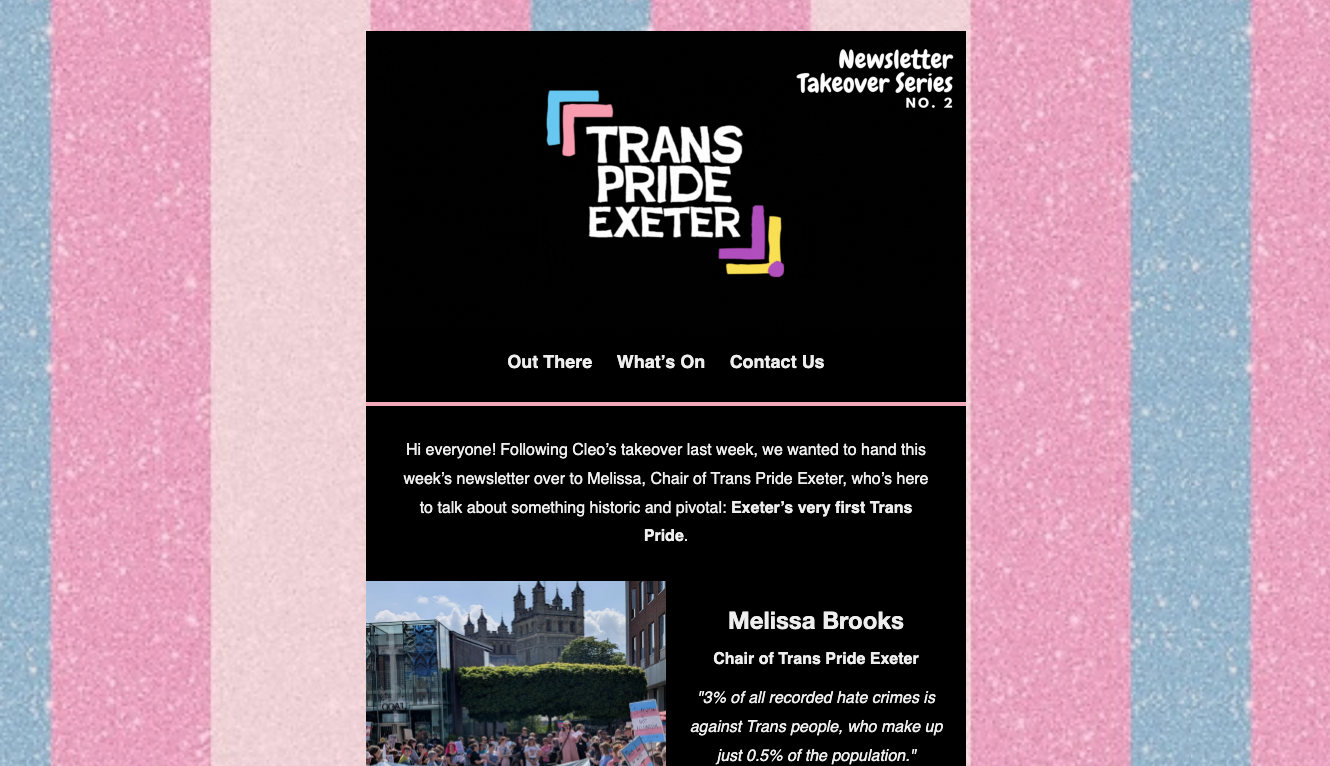 Newsletter
Takeover Series
NO. 2
TRANS
PRIDE
EXETER
Out There What’s On Contact Us
Hi everyone! Following Cleo’s takeover last week, we wanted to hand this
week’s newsletter over to Melissa, Chair of Trans Pride Exeter, who’s here
to talk about something historic and pivotal: Exeter’s very first Trans
Pride.
Melissa Brooks
Chair of Trans Pride Exeter
"3% of all recorded hate crimes is
against Trans people, who make up
just 0.5% of the population."